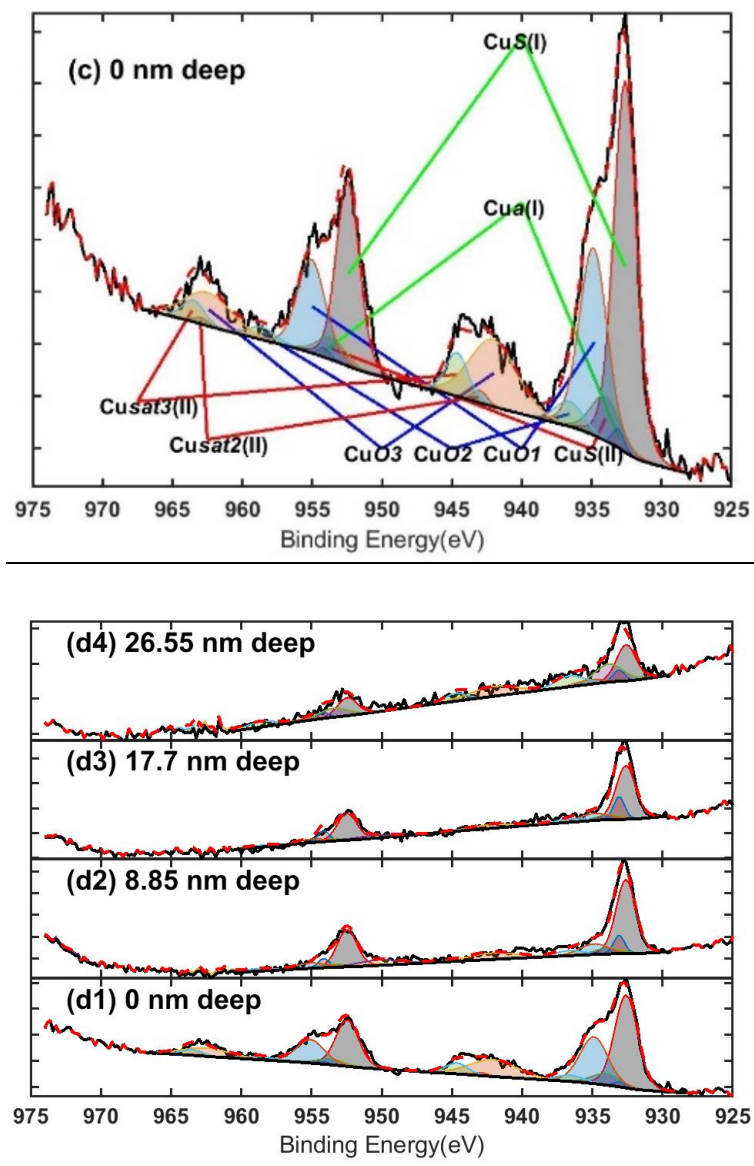 CuS(I)
(c) 0 nm deep
Cua(I)
Cusat3(II)
Cusat2(II)
CuO3 CuO2 CuO1 CuS(II)
975 970 965 960 955 950 945 940 935 930 925
Binding Energy(eV)
(d4) 26.55 nm deep
(d3) 17.7 nm deep
(d2) 8.85 nm deep
(d1) 0 nm deep
975 970 965 960 955 950 945 940 935 930 925
Binding Energy(eV)